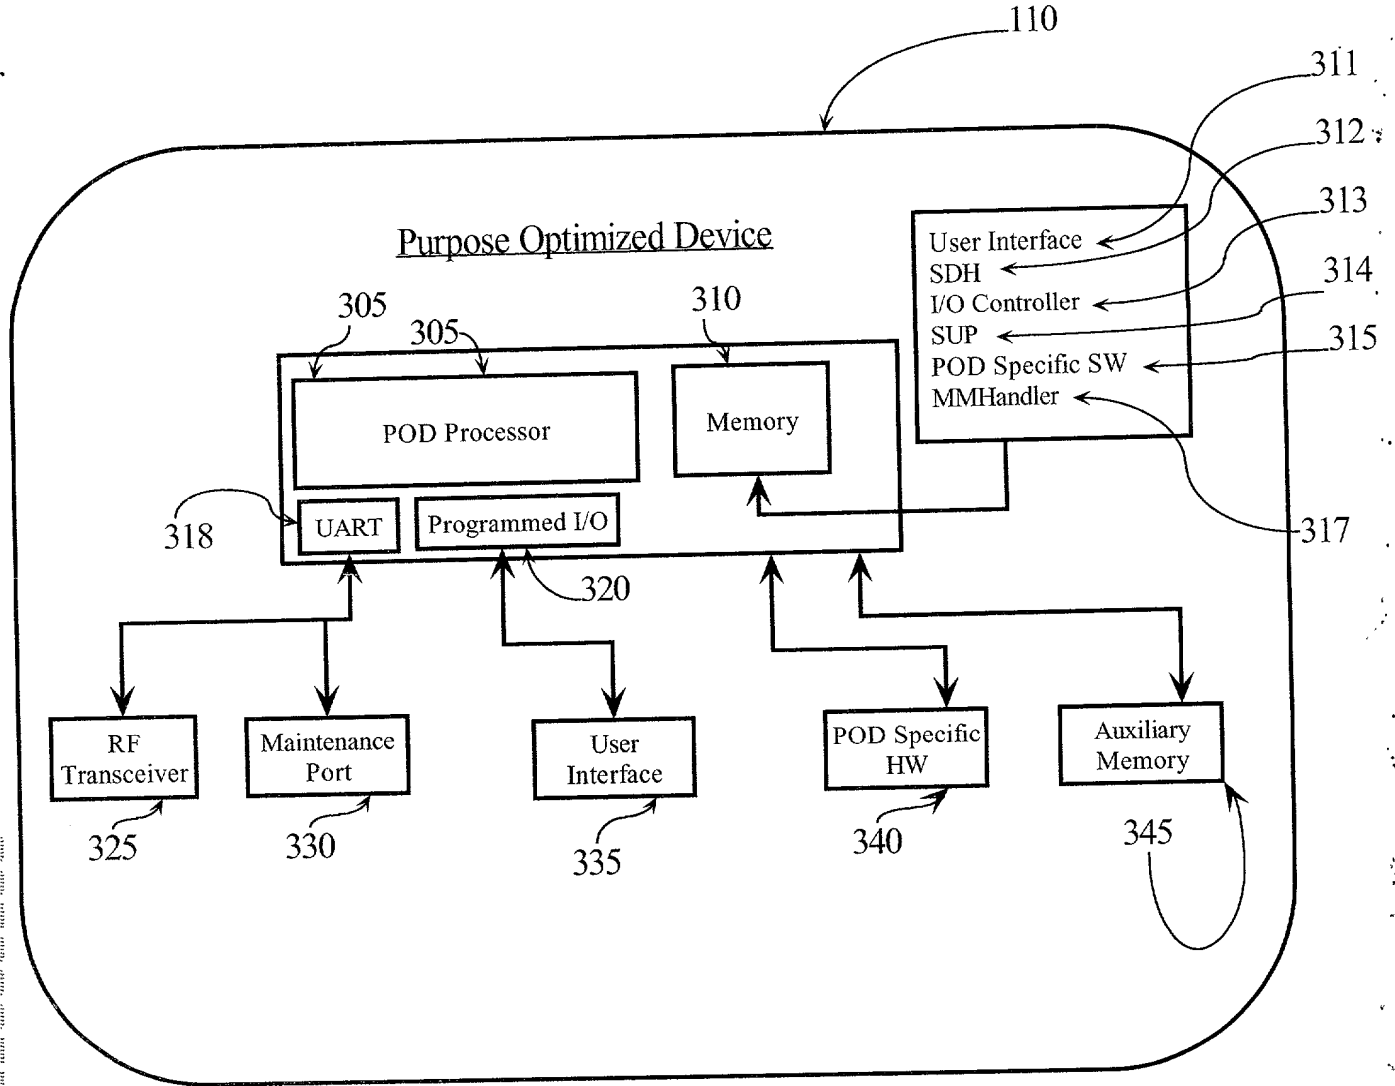 110
311
312
313
314
315
317
Purpose Optimized Device
User Interface
SDH
I/O Controller
SUP
POD Specific SW
MMHandler
305
305
310
POD Processor
Memory
318
UART
Programmed I/O
320
RF
Transceiver
325
Maintenance
Port
330
User
Interface
335
POD Specific
HW
340
Auxiliary
Memory
345